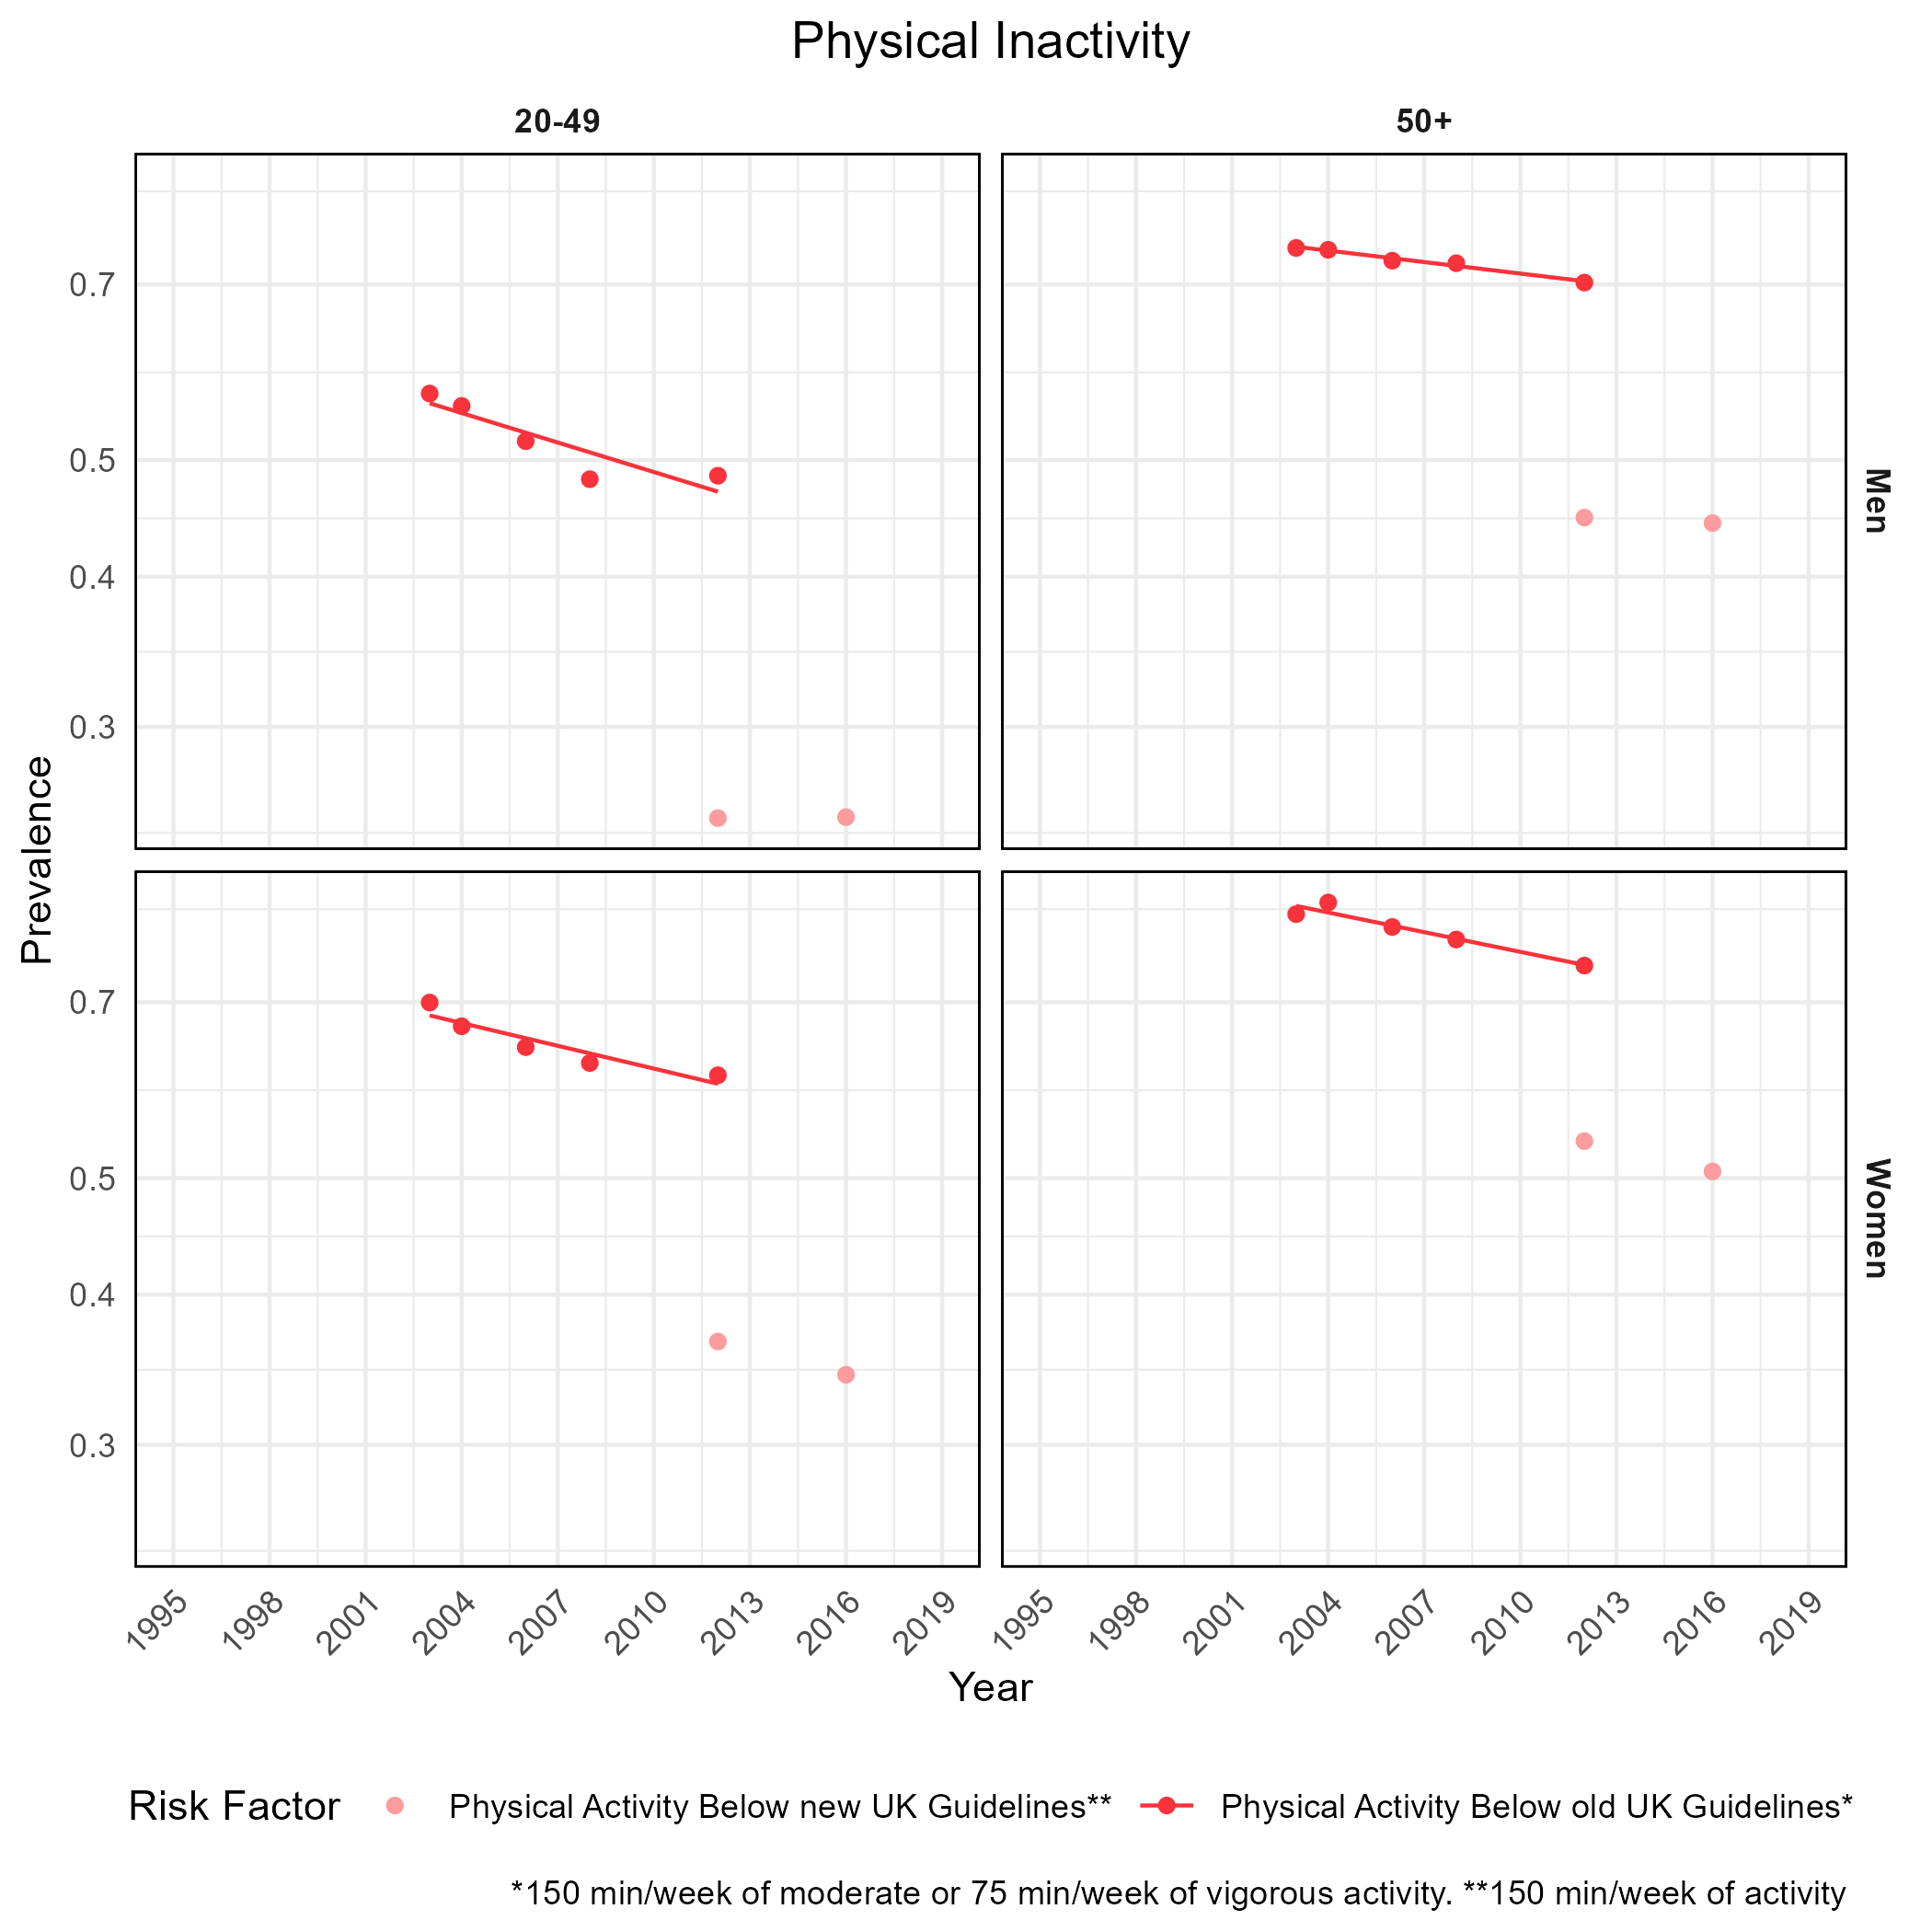 Physical Inactivity
20-49
50+
0.7
0.5
0.4
0.3
Men
Prevalence
0.7
0.5
0.4
0.3
Women
1995 1998 2001 2004 2007 2010 2013 2016 2019
1995 1998 2001 2004 2007 2010 2013 2016 2019
Year
Risk Factor Physical Activity Below new UK Guidelines** Physical Activity Below old UK Guidelines*
*150 min/week of moderate or 75 min/week of vigorous activity. **150 min/week of activity